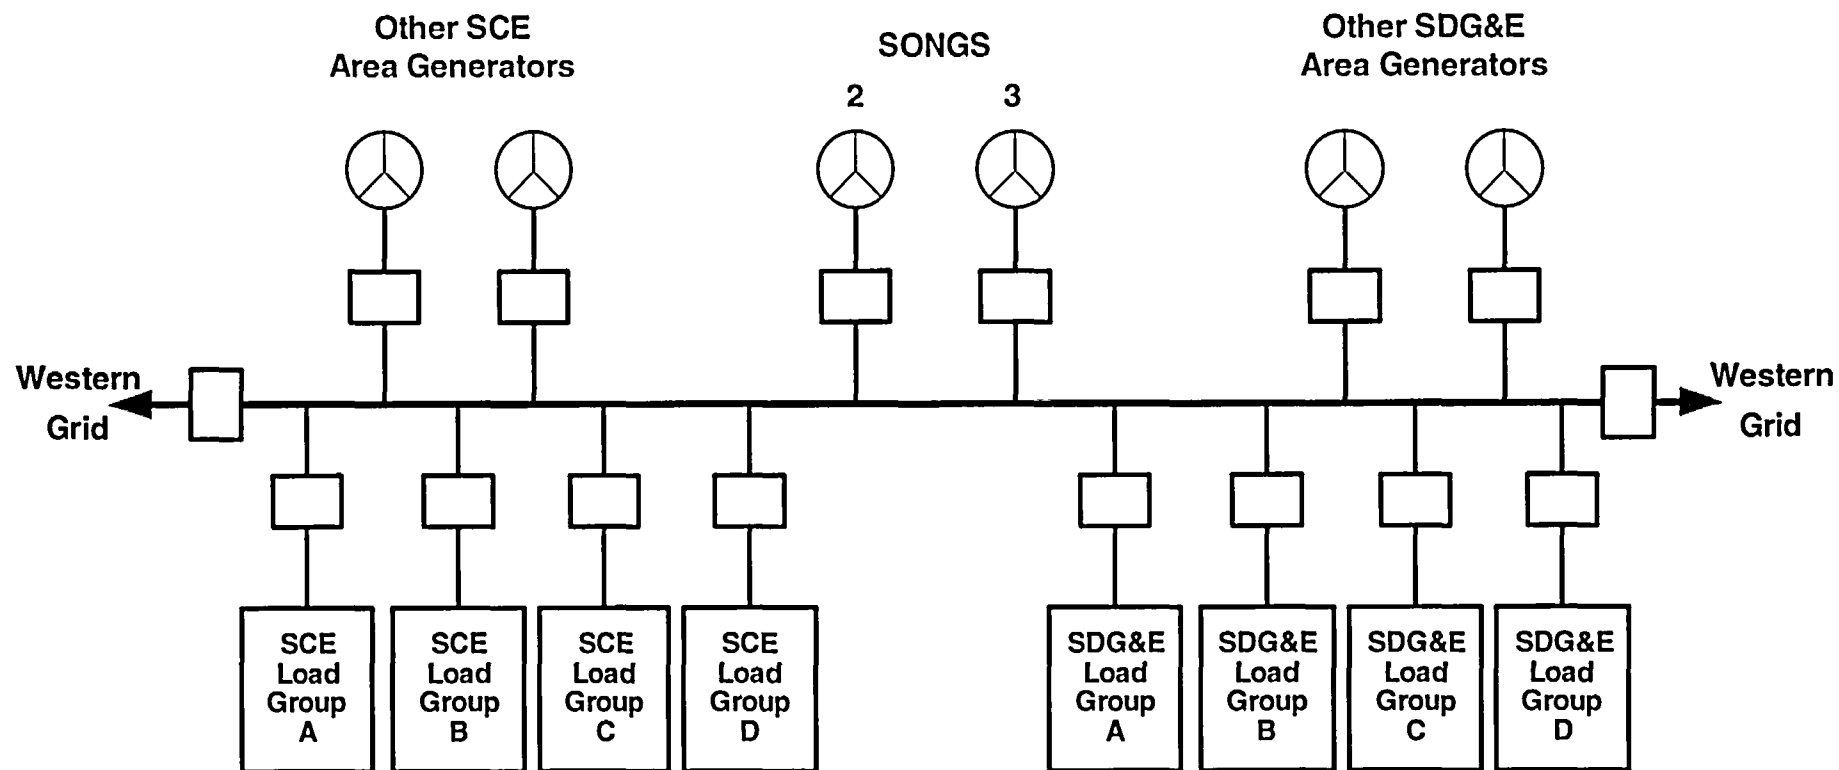 Other SCE
Area Generators
SONGS
2 3
Other SDG&E
Area Generators
Western
Grid
Western
Grid
SCE
Load
Group
A
SCE
Load
Group
B
SCE
Load
Group
C
SCE
Load
Group
D
SDG&E
Load
Group
A
SDG&E
Load
Group
B
SDG&E
Load
Group
C
SDG&E
Load
Group
D